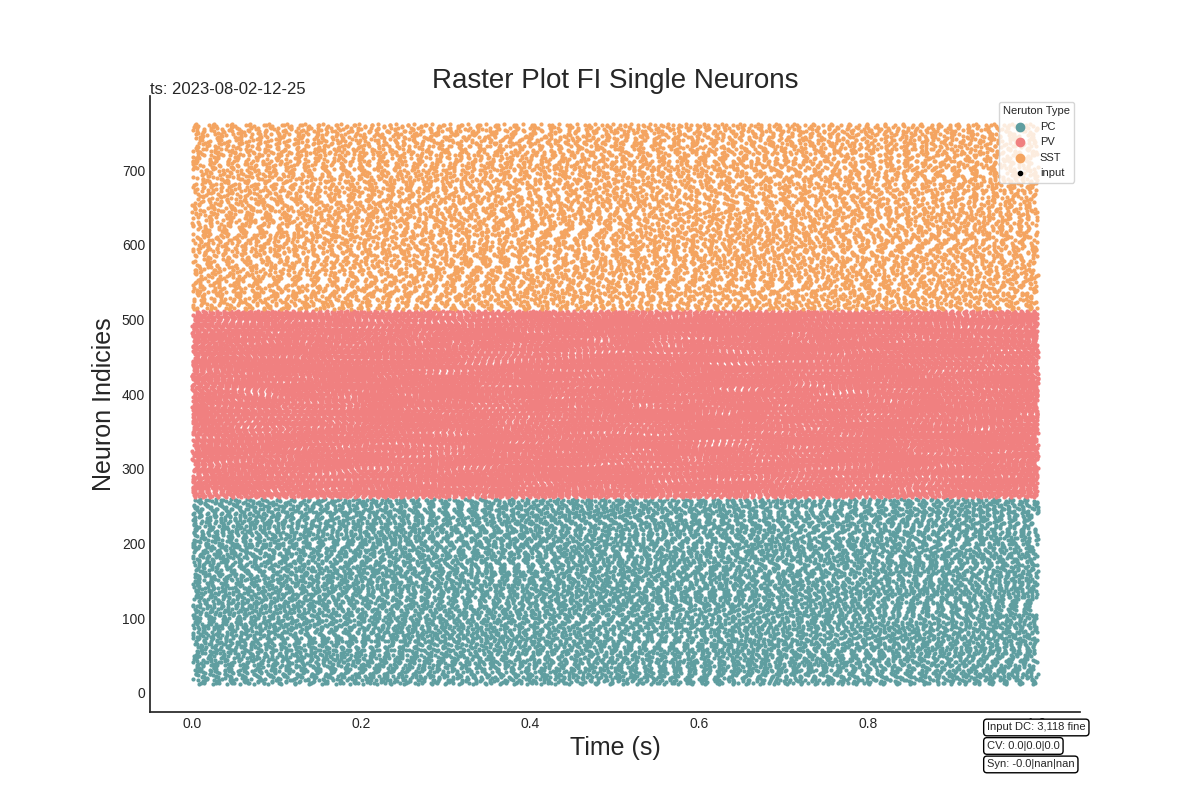 Raster Plot FI Single Neurons
ts: 2023-08-02-12-25
Neruton Type
PC
PV
SST
input
700
600
500
400
300
200
100
0
Neuron Indicies
0.0 0.2 0.4 0.6 0.8
Time (s)
Input DC: 3,118 fine
CV: 0.0|0.0|0.0
Syn: -0.0|nan|nan